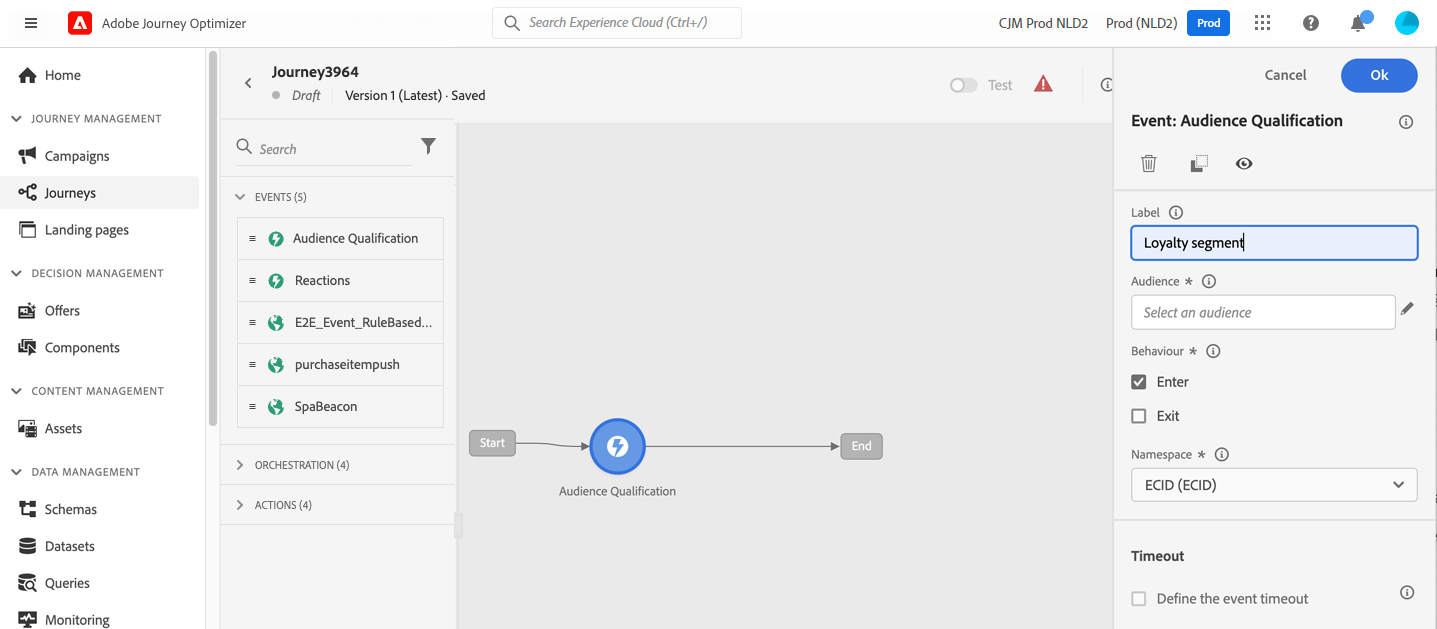 Adobe Journey Optimizer
Search Experience Cloud (Ctrl+/)
CJM Prod NLD2
Prod (NLD2)
Prod
Home
JOURNEY MANAGEMENT
Campaigns
Journeys
Landing pages
DECISION MANAGEMENT
Offers
Components
CONTENT MANAGEMENT
Assets
DATA MANAGEMENT
Schemas
Datasets
Queries
Monitoring
Journey3964
Draft
Version 1 (Latest) · Saved
Test
Search
EVENTS (5)
Audience Qualification
Reactions
E2E_Event_RuleBased...
purchaseitempush
SpaBeacon
ORCHESTRATION (4)
ACTIONS (4)
Start
Audience Qualification
End
Cancel
Ok
Event: Audience Qualification
Label
Loyalty segment
Audience *
Select an audience
Behaviour *
Enter
Exit
Namespace *
ECID (ECID)
Timeout
Define the event timeout